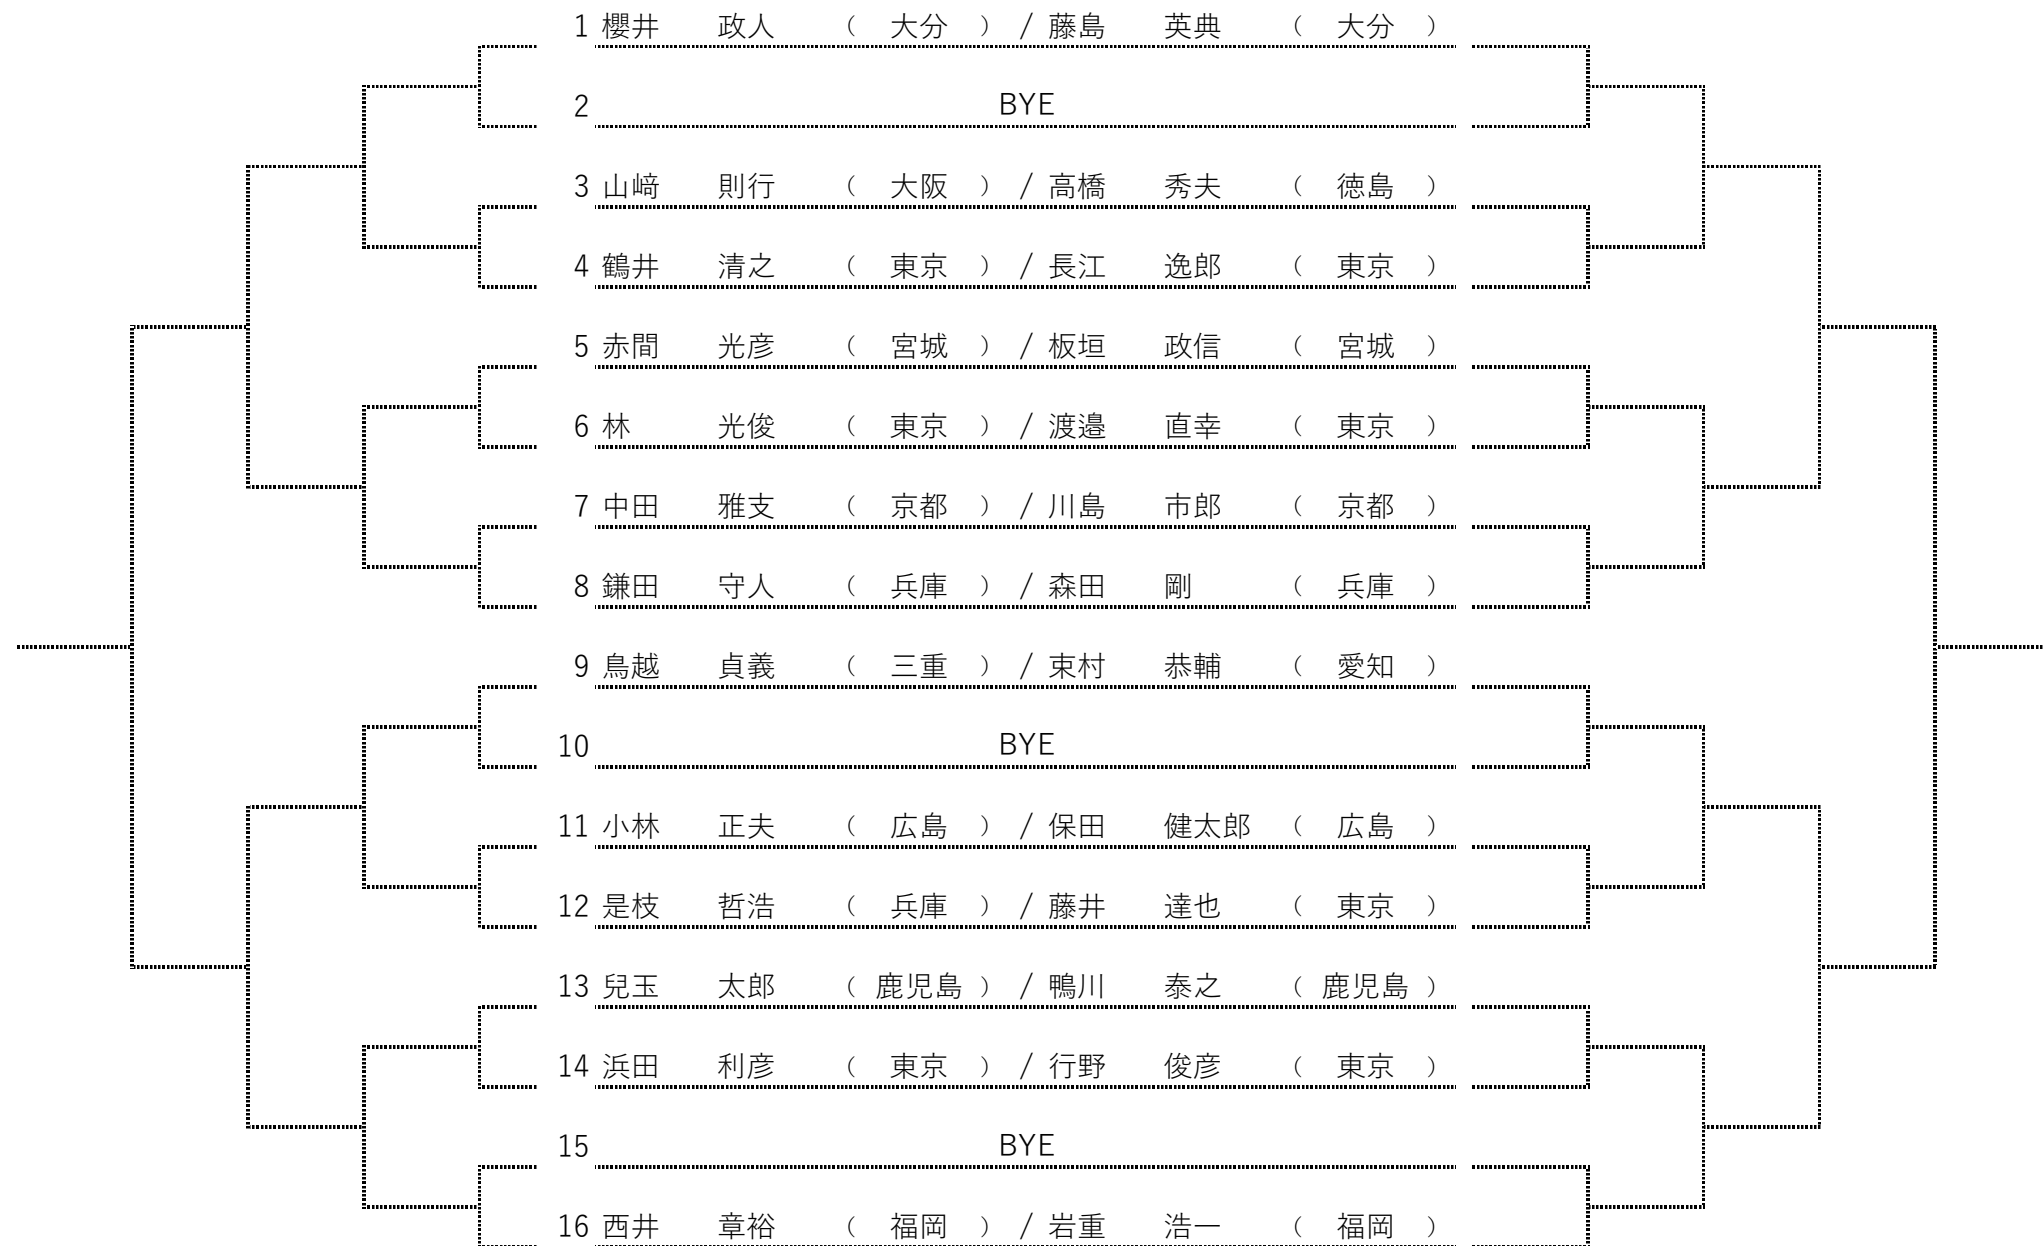 1 櫻井 政人 ( 大分 ) / 藤島 英典 ( 大分 )
2 BYE
3 山﨑 則行 ( 大阪 ) / 高橋 秀夫 ( 徳島 )
4 鶴井 清之 ( 東京 ) / 長江 逸郎 ( 東京 )
5 赤間 光彦 ( 宮城 ) / 板垣 政信 ( 宮城 )
6 林 光俊 ( 東京 ) / 渡邉 直幸 ( 東京 )
7 中田 雅支 ( 京都 ) / 川島 市郎 ( 京都 )
8 鎌田 守人 ( 兵庫 ) / 森田 剛 ( 兵庫 )
9 鳥越 貞義 ( 三重 ) / 束村 恭輔 ( 愛知 )
10 BYE
11 小林 正夫 ( 広島 ) / 保田 健太郎 ( 広島 )
12 是枝 哲浩 ( 兵庫 ) / 藤井 達也 ( 東京 )
13 兒玉 太郎 ( 鹿児島 ) / 鴨川 泰之 ( 鹿児島 )
14 浜田 利彦 ( 東京 ) / 行野 俊彦 ( 東京 )
15 BYE
16 西井 章裕 ( 福岡 ) / 岩重 浩一 ( 福岡 )